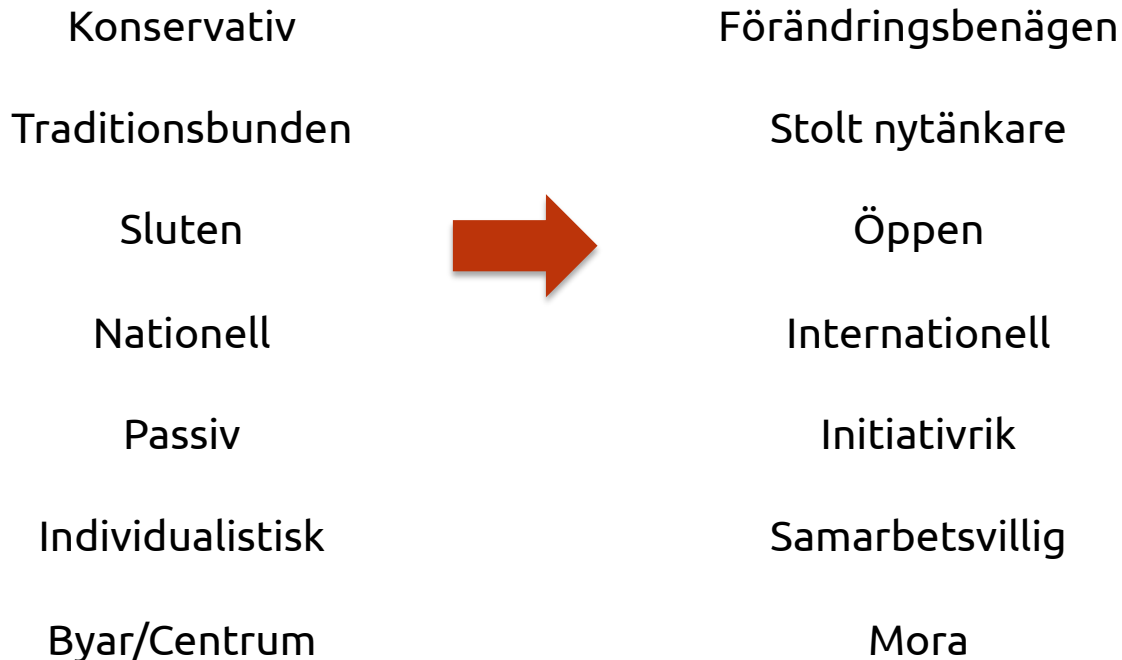 Konservativ Förändringsbenägen
Traditionsbunden Stolt nytänkare
Sluten Öppen
Nationell Internationell
Passiv Initiativrik
Individualistisk Samarbetsvillig
Byar/Centrum Mora